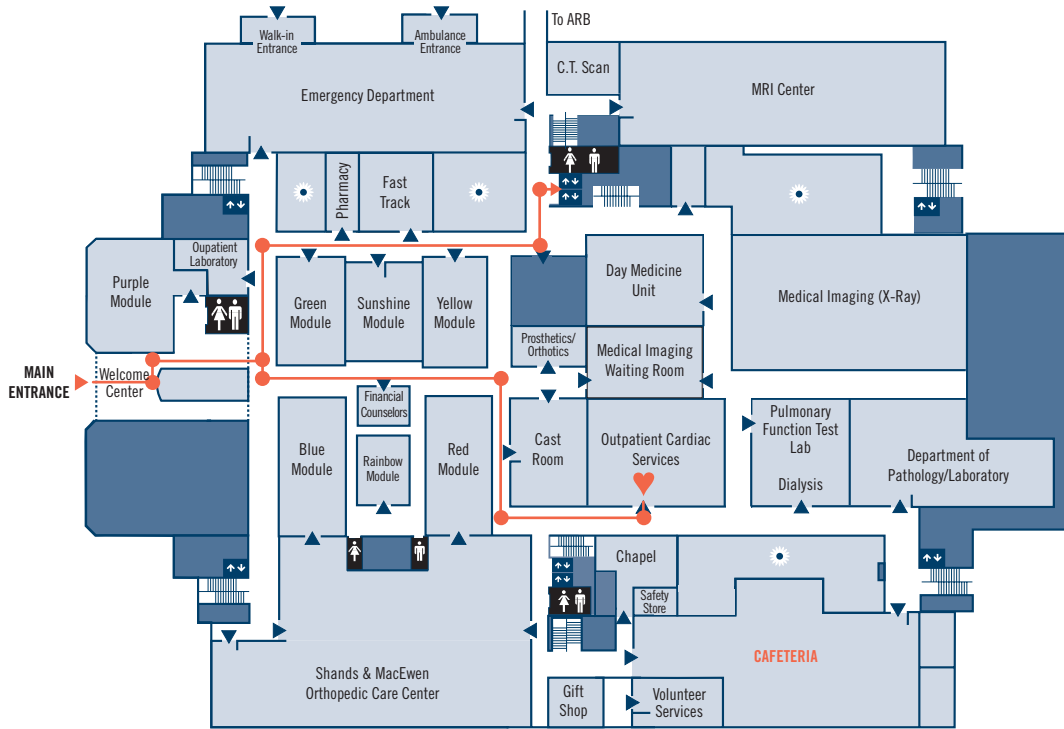 To ARB
Walk-in
Entrance
Ambulance
Entrance
C.T. Scan
Emergency Department
MRI Center
Pharmacy
Fast
Track
Oupatient
Laboratory
Purple
Module
Green
Module
Sunshine
Module
Yellow
Module
Day Medicine
Unit
Medical Imaging (X-Ray)
Prosthetics/
Orthotics
Medical Imaging
Waiting Room
MAIN
ENTRANCE
Welcome
Center
Financial
Counselors
Blue
Module
Rainbow
Module
Red
Module
Cast
Room
Outpatient Cardiac
Services
Pulmonary
Function Test
Lab
Dialysis
Department of
Pathology/Laboratory
Chapel
Safety
Store
Shands & MacEwen
Orthopedic Care Center
CAFETERIA
Gift
Shop
Volunteer
Services